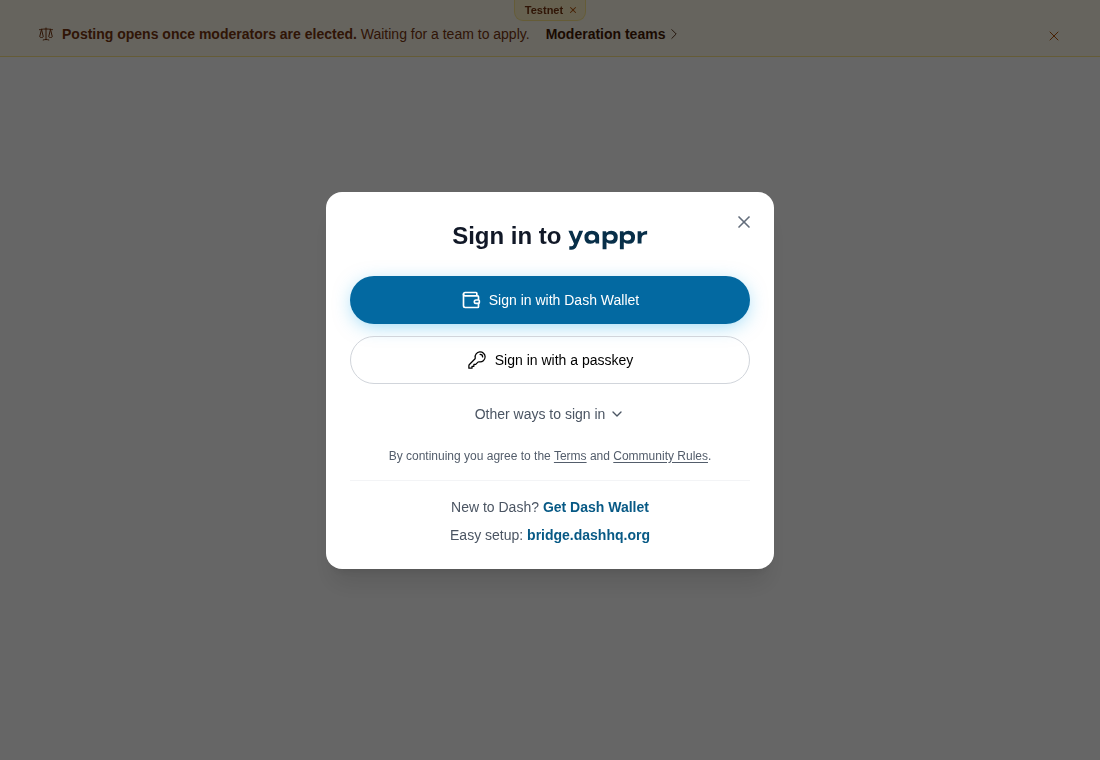 Testnet
Posting opens once moderators are elected. Waiting for a team to apply. Moderation teams
Sign in to yappr
Sign in with Dash Wallet
Sign in with a passkey
Other ways to sign in
By continuing you agree to the Terms and Community Rules.
New to Dash? Get Dash Wallet
Easy setup: bridge.dashhq.org